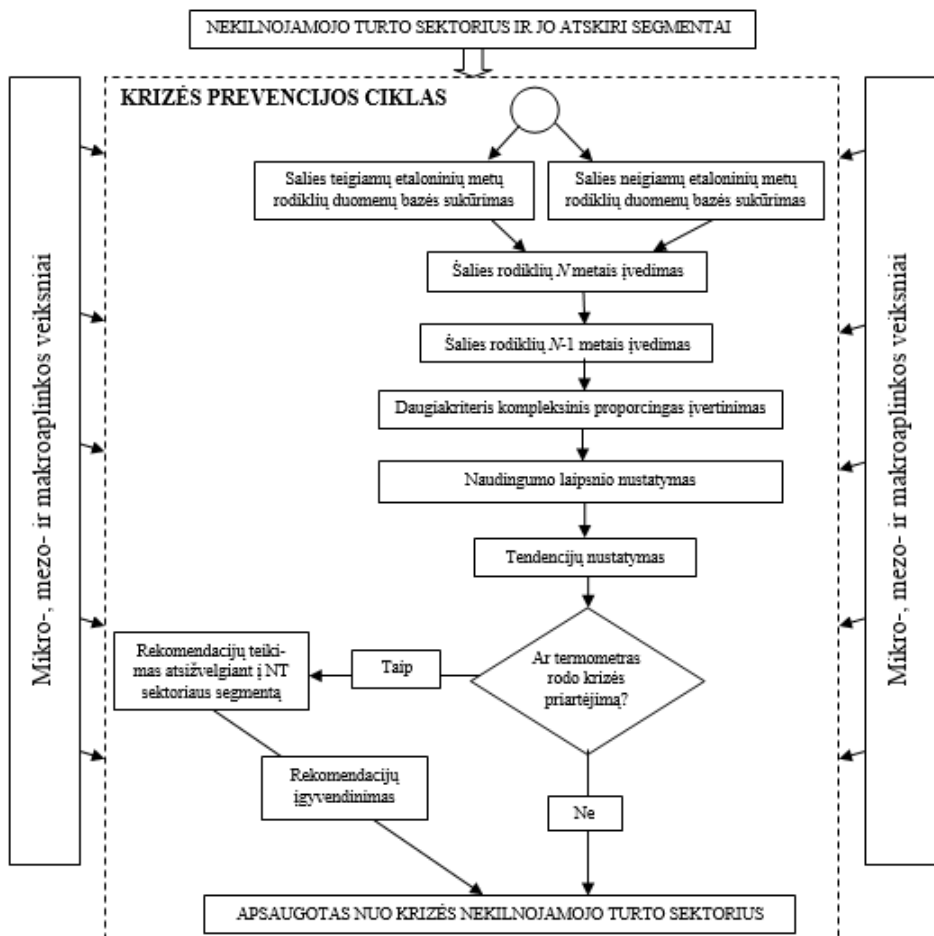 NEKILNOJAMOJO TURTO SEKTORIUS IR JO ATSKIRI SEGMENTAI
KRIZĖS PREVENCIJOS CIKLAS
Mikro-, mezo- ir makroaplinkos veiksniai
Salies teigiamų etaloninių metų
rodiklių duomenų bazės sukūrimas
Salies neigiamų etaloninių metų
rodiklių duomenų bazės sukūrimas
Šalies rodiklių N metais įvedimas
Šalies rodiklių N-1 metais įvedimas
Daugiakriteris kompleksinis proporcingas įvertinimas
Naudingumo laipsnio nustatymas
Tendencijų nustatymas
Ar termometras
rodo krizės
priartėjimą?
Taip
Rekomendacijų teiki-
mas atsižvelgiant į NT
sektoriaus segmentą
Rekomendacijų
įgyvendinimas
Ne
APSAUGOTAS NUO KRIZĖS NEKILNOJAMOJO TURTO SEKTORIUS
Mikro-, mezo- ir makroaplinkos veiksniai